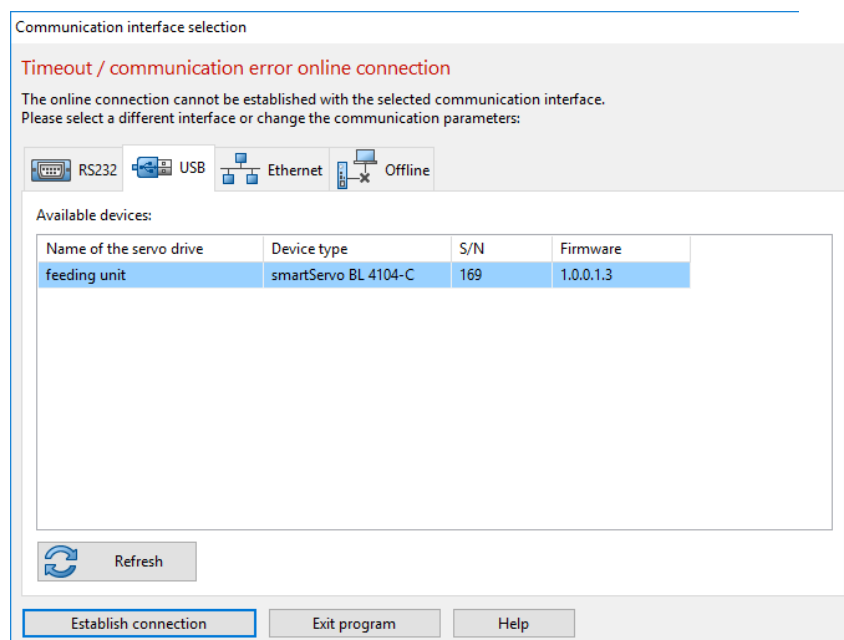 Communication interface selection
Timeout / communication error online connection
The online connection cannot be established with the selected communication interface.
Please select a different interface or change the communication parameters:
RS232 USB Ethernet Offline
Available devices:
Name of the servo drive Device type S/N Firmware
feeding unit smartServo BL 4104-C 169 1.0.0.1.3
Refresh
Establish connection Exit program Help